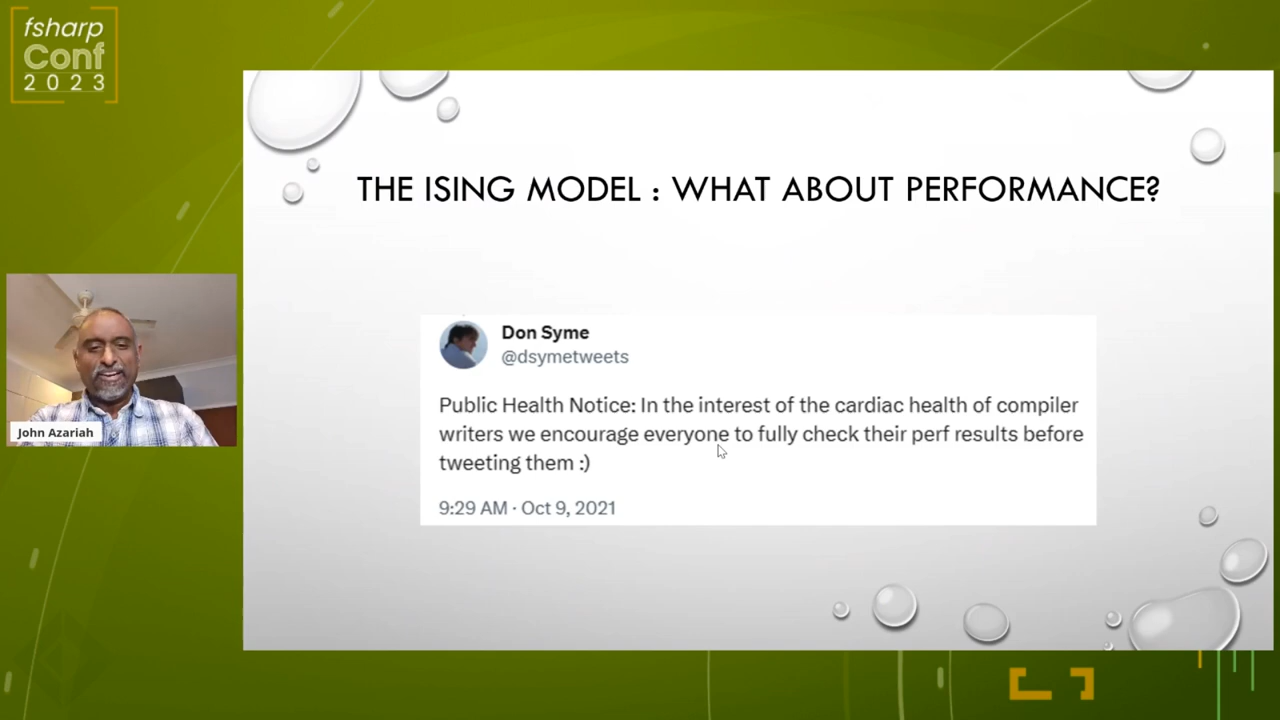 fsharp
Conf
2023
THE ISING MODEL : WHAT ABOUT PERFORMANCE?
Don Syme
@dsymetweets
Public Health Notice: In the interest of the cardiac health of compiler
writers we encourage everyone to fully check their perf results before
tweeting them :)
9:29 AM · Oct 9, 2021
John Azariah